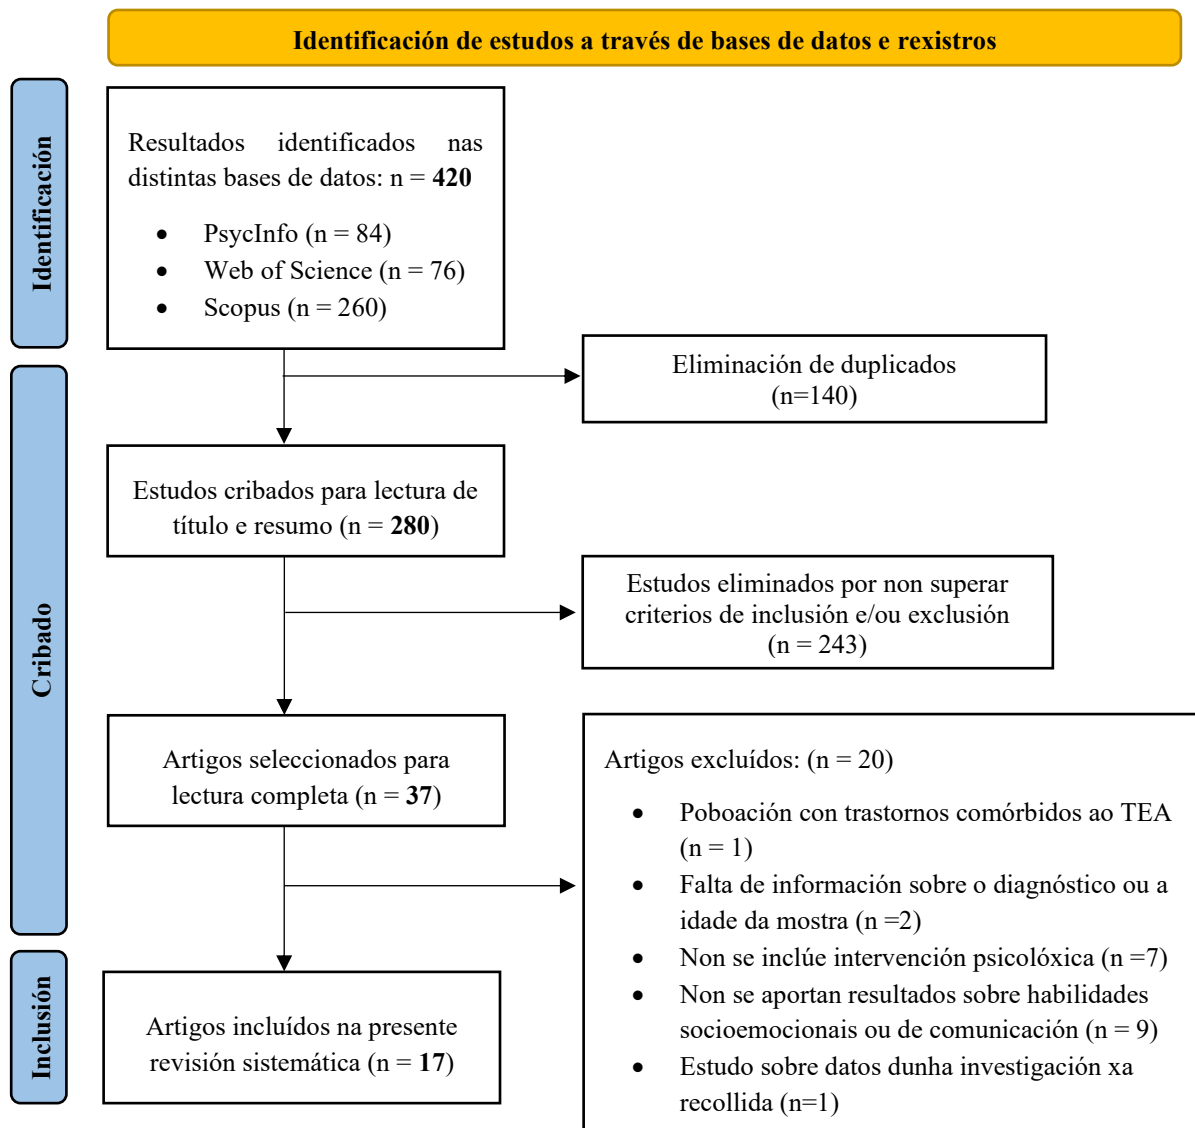 Identificación de estudos a través de bases de datos e rexistros
Identificación
Resultados identificados nas
distintas bases de datos: n = 420
• PsycInfo (n = 84)
• Web of Science (n = 76)
• Scopus (n = 260)
Eliminación de duplicados
(n=140)
Cribado
Estudos cribados para lectura de
título e resumo (n = 280)
Estudos eliminados por non superar
criterios de inclusión e/ou exclusión
(n = 243)
Artigos seleccionados para
lectura completa (n = 37)
Artigos excluídos: (n = 20)
• Poboación con trastornos comórbidos ao TEA
(n = 1)
• Falta de información sobre o diagnóstico ou a
idade da mostra (n =2)
• Non se inclúe intervención psicolóxica (n =7)
• Non se aportan resultados sobre habilidades
socioemocionais ou de comunicación (n = 9)
• Estudo sobre datos dunha investigación xa
recollida (n=1)
Inclusión
Artigos incluídos na presente
revisión sistemática (n = 17)